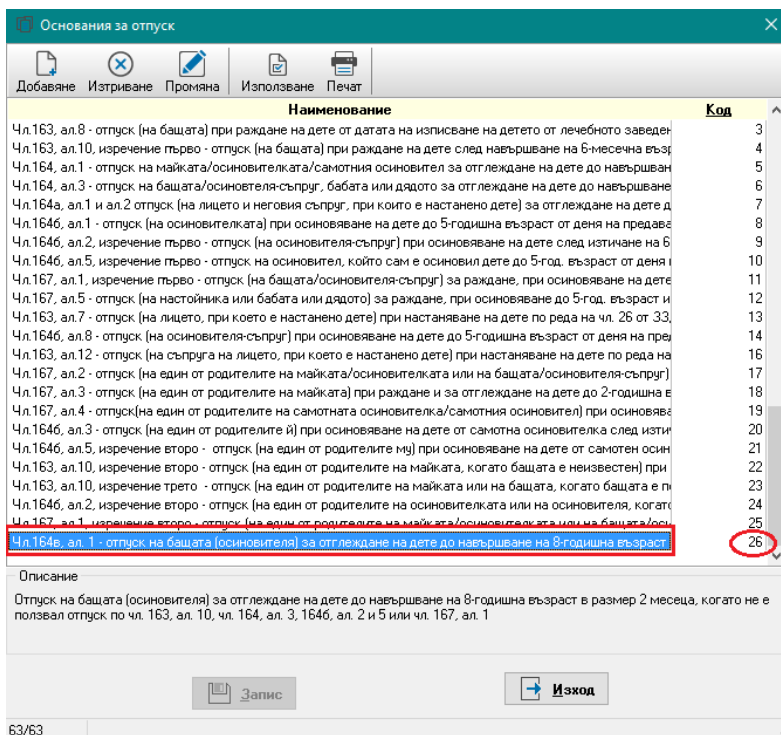 Основания за отпуск
Добавяне Изтриване Промяна Използване Печат
Наименование Код
Чл.163, ал.8 - отпуск (на бащата) при раждане на дете от датата на изписване на детето от лечебното заведен 3
Чл.163, ал.10, изречение първо - отпуск (на бащата) при раждане на дете след навършване на 6-месечна възр 4
Чл.164, ал.1 - отпуск на майката/осиновителката/самотния осиновител за отглеждане на дете до навършван 5
Чл.164, ал.3 - отпуск на бащата/осиновтеля-съпруг, бабата или дядото за отглеждане на дете до навършване 6
Чл.164а, ал.1 и ал.2 отпуск (на лицето и неговия съпруг, при които е настанено дете) за отглеждане на дете д 7
Чл.164б, ал.1 - отпуск (на осиновителката) при осиновяване на дете до 5-годишна възраст от деня на предава 8
Чл.164б, ал.2, изречение първо - отпуск (на осиновителя-съпруг) при осиновяване на дете след изтичане на 6 9
Чл.164б, ал.5, изречение първо - отпуск на осиновител, който сам е осиновил дете до 5-год. възраст от деня 10
Чл.167, ал.1, изречение първо - отпуск (на бащата/осиновителя-съпруг) за раждане, при осиновяване на дете 11
Чл.167, ал.5 - отпуск (на настойника или бабата или дядото) за раждане, при осиновяване до 5-год. възраст и 12
Чл.163, ал.7 - отпуск (на лицето, при което е настанено дете) при настаняване на дете по реда на чл. 26 от ЗЗ, 13
Чл.164б, ал.8 - отпуск (на осиновителя-съпруг) при осиновяване на дете до 5-годишна възраст от деня на пред 14
Чл.163, ал.12 - отпуск (на съпруга на лицето, при което е настанено дете) при настаняване на дете по реда на 16
Чл.167, ал.2 - отпуск (на един от родителите на майката/осиновителката или на бащата/осиновителя-съпруг) 17
Чл.167, ал.3 - отпуск (на един от родителите на майката) при раждане и за отглеждане на дете до 2-годишна в 18
Чл.167, ал.4 - отпуск(на един от родителите на самотната осиновителка/самотния осиновител) при осиновява 19
Чл.164б, ал.3 - отпуск (на един от родителите й) при осиновяване на дете от самотна осиновителка след изти 20
Чл.164б, ал.5, изречение второ - отпуск (на един от родителите му) при осиновяване на дете от самотен осин 21
Чл.163, ал.10, изречение второ - отпуск (на един от родителите на майката, когато бащата е неизвестен) при 22
Чл.163, ал.10, изречение трето - отпуск (на един от родителите на майката или на бащата, когато бащата е п 23
Чл.164б, ал.2, изречение второ - отпуск (на един от родителите на осиновителката или на осиновителя, когато 24
Чл.167, ал.1, изречение второ - отпуск (на един от родителите на майката/осиновителката или на бащата/оси 25
Чл.164в, ал. 1 - отпуск на бащата (осиновителя) за отглеждане на дете до навършване на 8-годишна възраст 26
Описание
Отпуск на бащата (осиновителя) за отглеждане на дете до навършване на 8-годишна възраст в размер 2 месеца, когато не е
ползвал отпуск по чл. 163, ал. 10, чл. 164, ал. 3, 164б, ал. 2 и 5 или чл. 167, ал. 1
Запис Изход
63/63